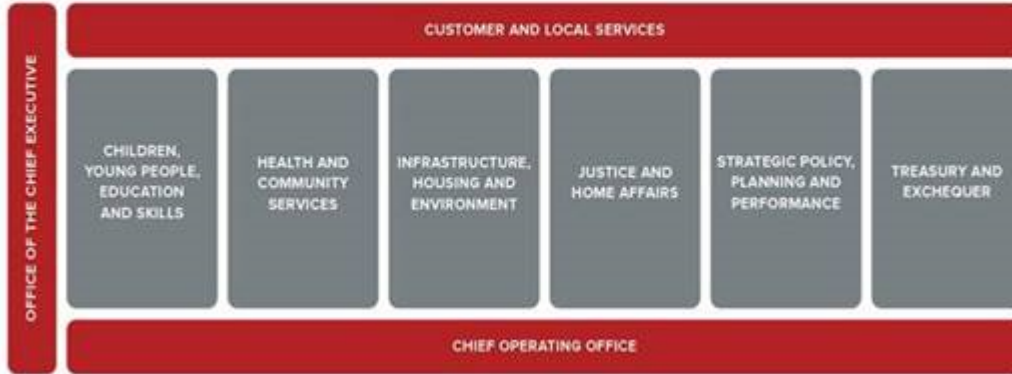 OFFICE OF THE CHIEF EXECUTIVE
CUSTOMER AND LOCAL SERVICES
CHILDREN,
YOUNG PEOPLE,
EDUCATION
AND SKILLS
HEALTH AND
COMMUNITY
SERVICES
INFRASTRUCTURE,
HOUSING AND
ENVIRONMENT
JUSTICE AND
HOME AFFAIRS
STRATEGIC POLICY,
PLANNING AND
PERFORMANCE
TREASURY AND
EXCHEQUER
CHIEF OPERATING OFFICE